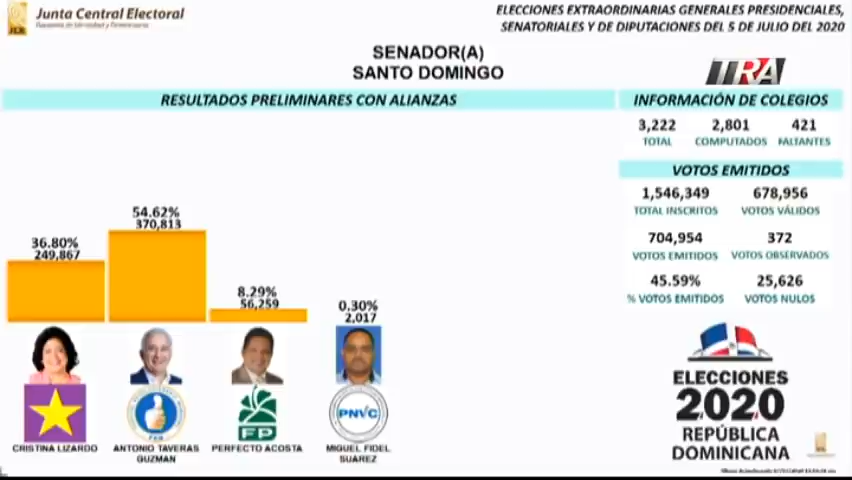 Junta Central Electoral
ELECCIONES EXTRAORDINARIAS GENERALES PRESIDENCIALES,
SENATORIALES Y DE DIPUTACIONES DEL 5 DE JULIO DEL 2020
SENADOR(A)
SANTO DOMINGO
TRA
RESULTADOS PRELIMINARES CON ALIANZAS
INFORMACIÓN DE COLEGIOS
3,222 2,801 421
TOTAL COMPUTADOS FALTANTES
VOTOS EMITIDOS
1,546,349 678,956
TOTAL INSCRITOS VOTOS VÁLIDOS
704,954 372
VOTOS EMITIDOS VOTOS OBSERVADOS
45.59% 25,626
% VOTOS EMITIDOS VOTOS NULOS
36.80%
249,867
54.62%
370,813
8.29%
56,259
0.30%
2,017
FP
PNVC
CRISTINA LIZARDO
ANTONIO TAVERAS
GUZMAN
PERFECTO ACOSTA
MIGUEL FIDEL
SUAREZ
ELECCIONES
2020
REPÚBLICA
DOMINICANA